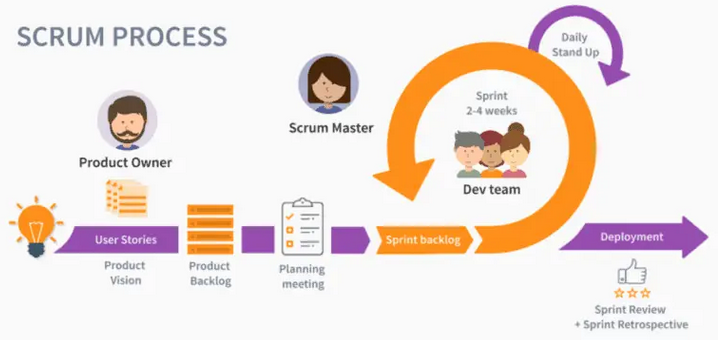 SCRUM PROCESS
Daily
Stand Up
Sprint
2-4 weeks
Scrum Master
Product Owner
Dev team
User Stories
Sprint backlog
Deployment
Product
Vision
Product
Backlog
Planning
meeting
Sprint Review
+ Sprint Retrospective